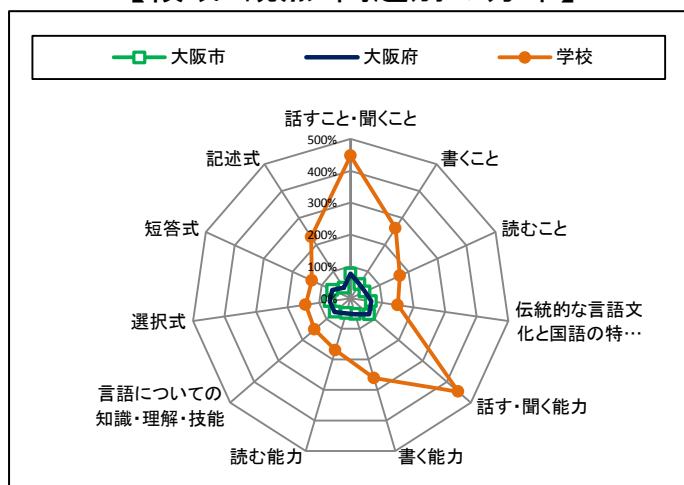 大阪市 大阪府 学校
話すこと・聞くこと
500%
400%
300%
200%
100%
0%
書くこと
読むこと
伝統的な言語文
化と国語の特…
話す・聞く能力
書く能力
読む能力
言語についての
知識・理解・技能
選択式
短答式
記述式